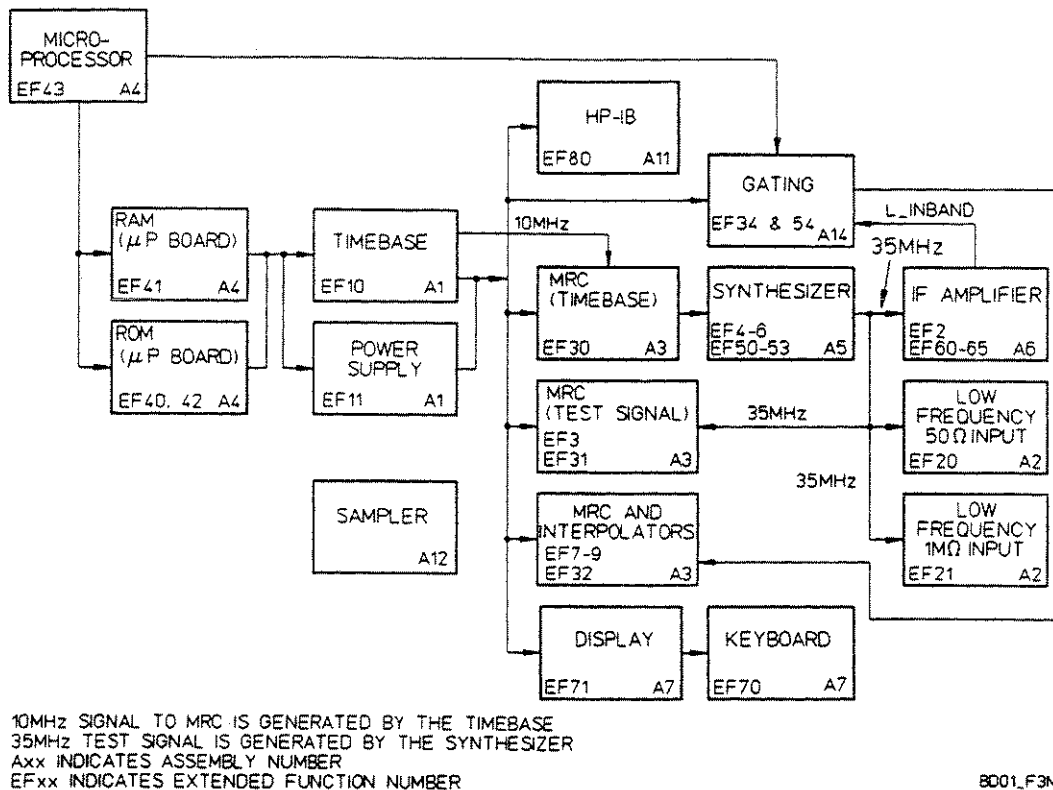 MICRO-
PROCESSOR
EF43 A4
HP-IB
EF80 A11
GATING
EF34 & 54 A14
L_INBAND
RAM
(μP BOARD)
EF41 A4
TIMEBASE
EF10 A1
10MHz
MRC
(TIMEBASE)
EF30 A3
SYNTHESIZER
EF4-6
EF50-53 A5
35MHz
IF AMPLIFIER
EF2
EF60-65 A6
ROM
(μP BOARD)
EF40, 42 A4
POWER
SUPPLY
EF11 A1
MRC
(TEST SIGNAL)
EF3
EF31 A3
35MHz
LOW
FREQUENCY
50Ω INPUT
EF20 A2
35MHz
SAMPLER
A12
MRC AND
INTERPOLATORS
EF7-9
EF32 A3
LOW
FREQUENCY
1MΩ INPUT
EF21 A2
DISPLAY
EF71 A7
KEYBOARD
EF70 A7
10MHz SIGNAL TO MRC IS GENERATED BY THE TIMEBASE
35MHz TEST SIGNAL IS GENERATED BY THE SYNTHESIZER
Axx INDICATES ASSEMBLY NUMBER
EFxx INDICATES EXTENDED FUNCTION NUMBER